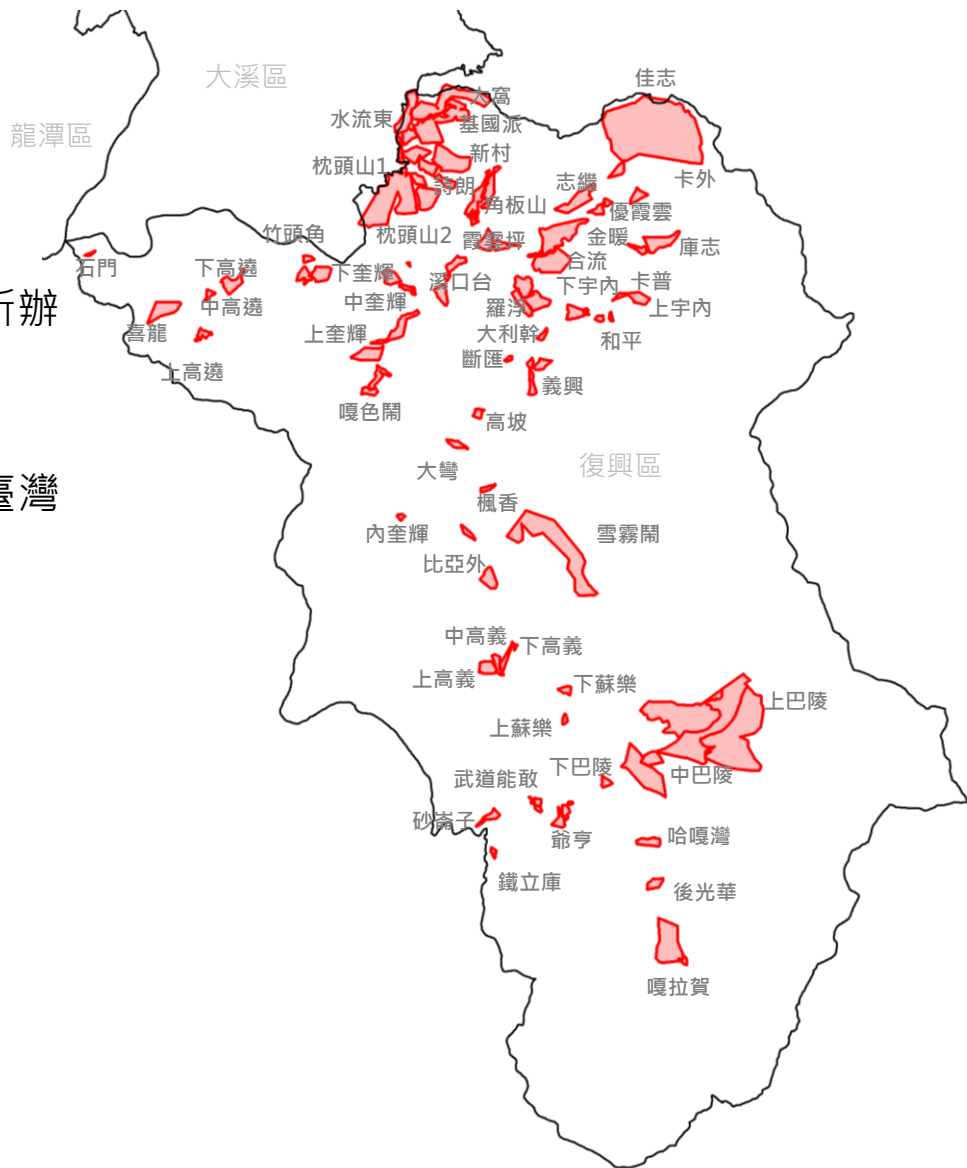 大溪區
佳志
龍潭區
水流東
大窩
基國派
枕頭山1
新村
詩朗
志繼
卡外
角板山
優霞雲
竹頭角
枕頭山2
霞雲坪
金暖
庫志
石門
下高遶
下奎輝
溪口台
合流
卡普
中高遶
中奎輝
羅浮
下宇內
上宇內
喜龍
上奎輝
大利幹
和平
上高遶
斷匯
義興
嘎色鬧
高坡
大彎
復興區
楓香
內奎輝
雪霧鬧
比亞外
中高義
下高義
上高義
下蘇樂
上巴陵
上蘇樂
下巴陵
中巴陵
武道能敢
砂崙子
爺亨
哈嘎灣
鐵立庫
後光華
嘎拉賀
所辦
臺灣